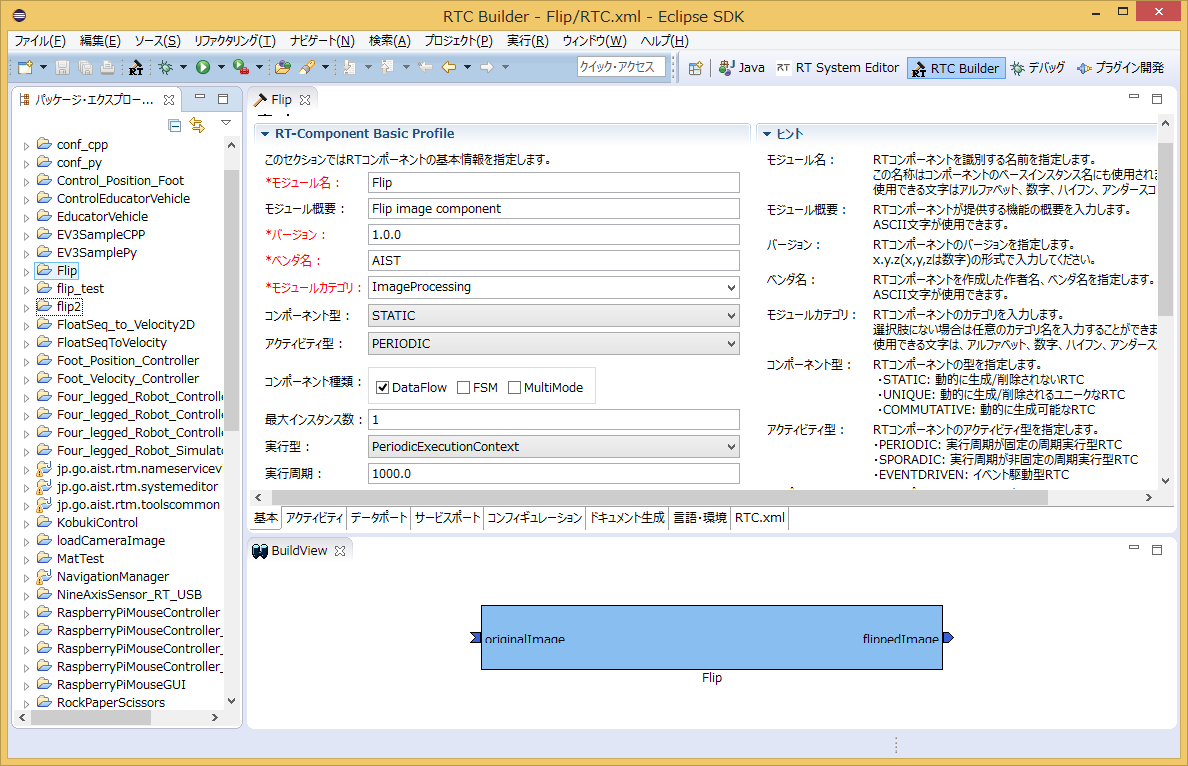 RTC Builder - Flip/RTC.xml - Eclipse SDK
ファイル(F) 編集(E) ソース(S) リファクタリング(T) ナビゲート(N) 検索(A) プロジェクト(P) 実行(R) ウィンドウ(W) ヘルプ(H)
クイック・アクセス Java RT RT System Editor RT RTC Builder デバッグ プラグイン開発
パッケージ・エクスプロー...
conf_cpp
conf_py
Control_Position_Foot
ControlEducatorVehicle
EducatorVehicle
EV3SampleCPP
EV3SamplePy
Flip
flip_test
flip2
FloatSeq_to_Velocity2D
FloatSeqToVelocity
Foot_Position_Controller
Foot_Velocity_Controller
Four_legged_Robot_Controlle
Four_legged_Robot_Controlle
Four_legged_Robot_Controlle
Four_legged_Robot_Simulato
jp.go.aist.rtm.nameservicev
jp.go.aist.rtm.systemeditor
jp.go.aist.rtm.toolscommon
KobukiControl
loadCameraImage
MatTest
NavigationManager
NineAxisSensor_RT_USB
RaspberryPiMouseController
RaspberryPiMouseController_
RaspberryPiMouseController_
RaspberryPiMouseController_
RaspberryPiMouseGUI
RockPaperScissors
Flip
RT-Component Basic Profile
このセクションではRTコンポーネントの基本情報を指定します。
*モジュール名： Flip
モジュール概要： Flip image component
*バージョン： 1.0.0
*ベンダ名： AIST
*モジュールカテゴリ： ImageProcessing
コンポーネント型： STATIC
アクティビティ型： PERIODIC
コンポーネント種類： DataFlow FSM MultiMode
最大インスタンス数： 1
実行型： PeriodicExecutionContext
実行周期： 1000.0
ヒント
モジュール名： RTコンポーネントを識別する名前を指定します。
この名称はコンポーネントのベースインスタンス名にも使用されま
使用できる文字はアルファベット、数字、ハイフン、アンダースコ
モジュール概要： RTコンポーネントが提供する機能の概要を入力します。
ASCII文字が使用できます。
バージョン： RTコンポーネントのバージョンを指定します。
x.y.z(x,y,zは数字)の形式で入力してください。
ベンダ名： RTコンポーネントを作成した作者名、ベンダ名を指定します。
ASCII文字が使用できます。
モジュールカテゴリ： RTコンポーネントのカテゴリを入力します。
選択肢にない場合は任意のカテゴリ名を入力することができま
使用できる文字は、アルファベット、数字、ハイフン、アンダース
コンポーネント型： RTコンポーネントの型を指定します。
・STATIC: 動的に生成/削除されないRTC
・UNIQUE: 動的に生成/削除されるユニークなRTC
・COMMUTATIVE: 動的に生成可能なRTC
アクティビティ型： RTコンポーネントのアクティビティ型を指定します。
・PERIODIC: 実行周期が固定の周期実行型RTC
・SPORADIC: 実行周期が非固定の周期実行型RTC
・EVENTDRIVEN: イベント駆動型RTC
基本 アクティビティ データポート サービスポート コンフィギュレーション ドキュメント生成 言語・環境 RTC.xml
BuildView
originalImage flippedImage
Flip